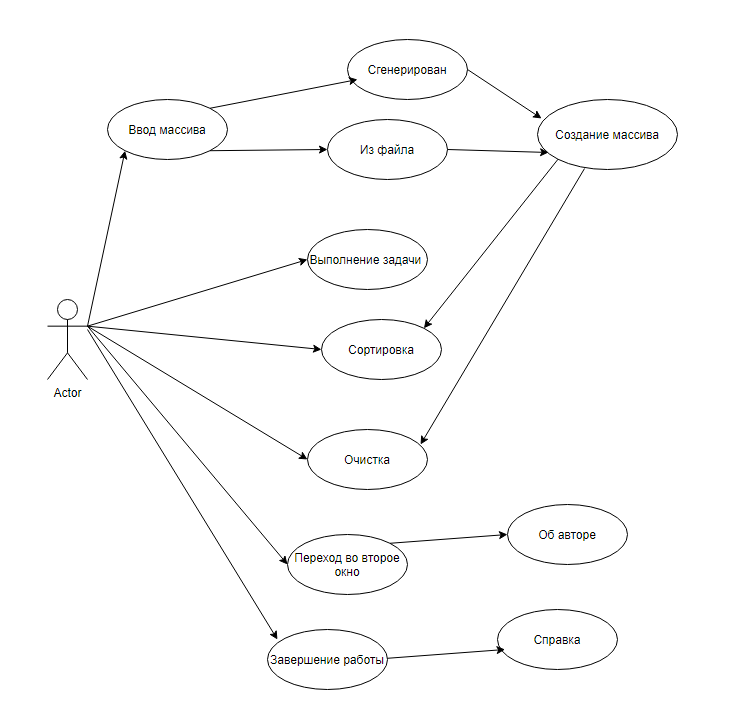 Сгенерирован
Ввод массива
Создание массива
Из файла
Выполнение задачи
Сортировка
Actor
Очистка
Об авторе
Переход во второе
окно
Справка
Завершение работы